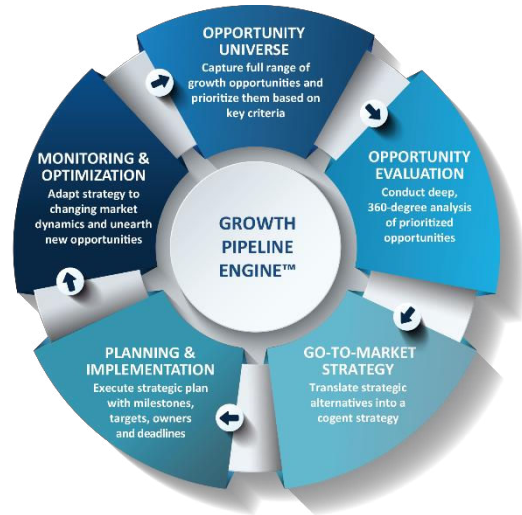 OPPORTUNITY
UNIVERSE
Capture full range of
growth opportunities and
prioritize them based on
key criteria
OPPORTUNITY
EVALUATION
Conduct deep,
360-degree analysis
of prioritized
opportunities
GO-TO-MARKET
STRATEGY
Translate strategic
alternatives into a
cogent strategy
PLANNING &
IMPLEMENTATION
Execute strategic plan
with milestones,
targets, owners
and deadlines
MONITORING &
OPTIMIZATION
Adapt strategy to
changing market
dynamics and unearth
new opportunities
GROWTH
PIPELINE
ENGINE™